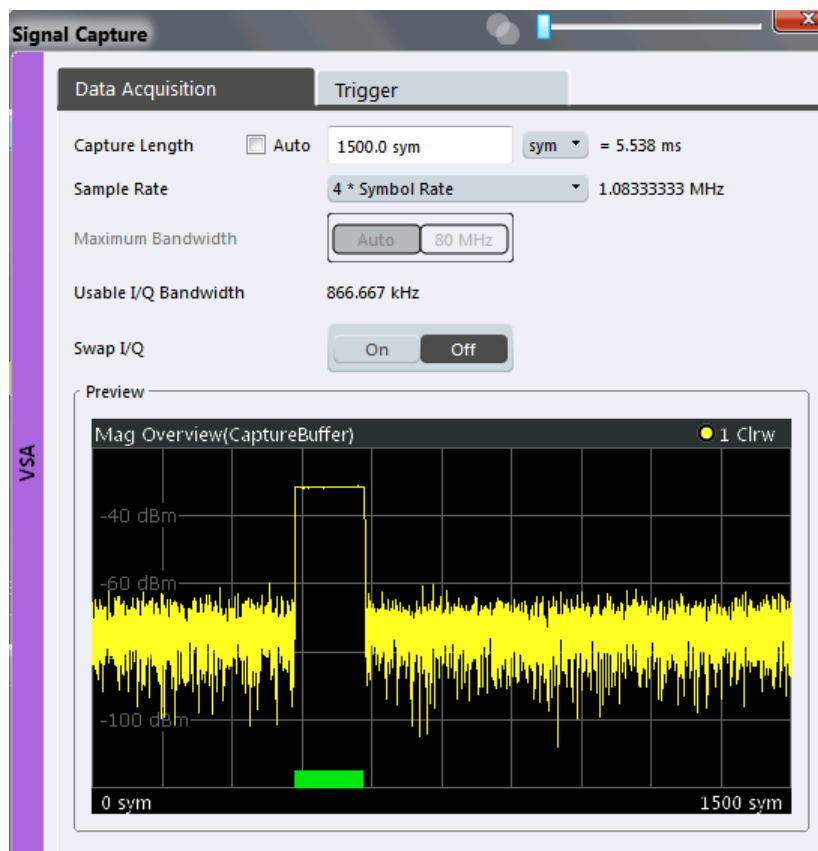 Signal Capture
Data Acquisition
Trigger
Capture Length Auto 1500.0 sym sym = 5.538 ms
Sample Rate 4 * Symbol Rate 1.08333333 MHz
Maximum Bandwidth Auto 80 MHz
Usable I/Q Bandwidth 866.667 kHz
Swap I/Q On Off
Preview
Mag Overview(CaptureBuffer) 1 Clrw
-40 dBm
-60 dBm
-100 dBm
0 sym 1500 sym
VSA